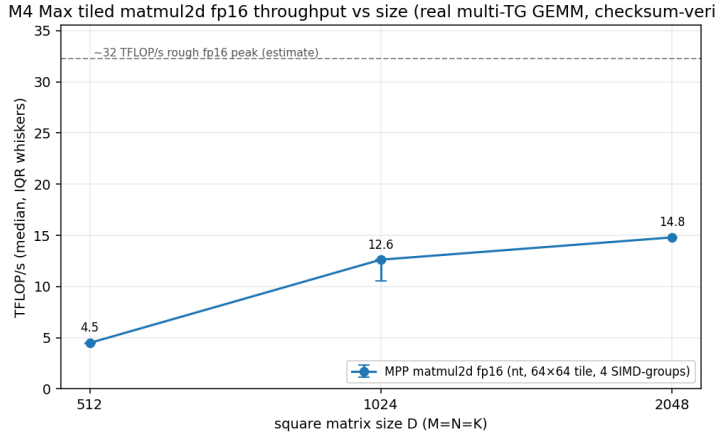 M4 Max tiled matmul2d fp16 throughput vs size (real multi-TG GEMM, checksum-veri
~32 TFLOP/s rough fp16 peak (estimate)
35
30
25
20
15
10
5
0
TFLOP/s (median, IQR whiskers)
4.5
12.6
14.8
MPP matmul2d fp16 (nt, 64×64 tile, 4 SIMD-groups)
512
1024
2048
square matrix size D (M=N=K)